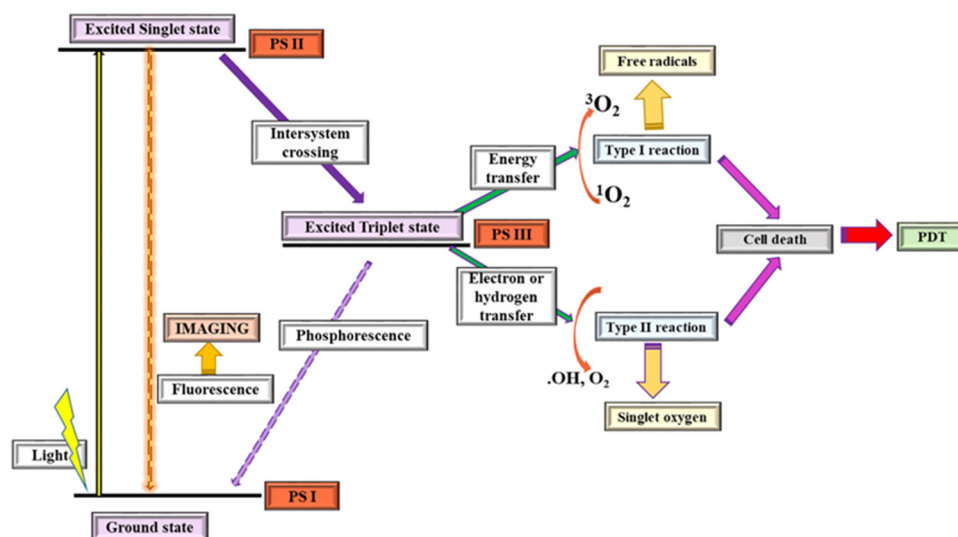 Excited Singlet state
PS II
Free radicals
³O₂
Intersystem
crossing
Type I reaction
Energy
transfer
¹O₂
Excited Triplet state
PS III
Cell death
PDT
Electron or
hydrogen
transfer
IMAGING
Phosphorescence
Type II reaction
Fluorescence
.OH, O₂
Singlet oxygen
Light
PS I
Ground state